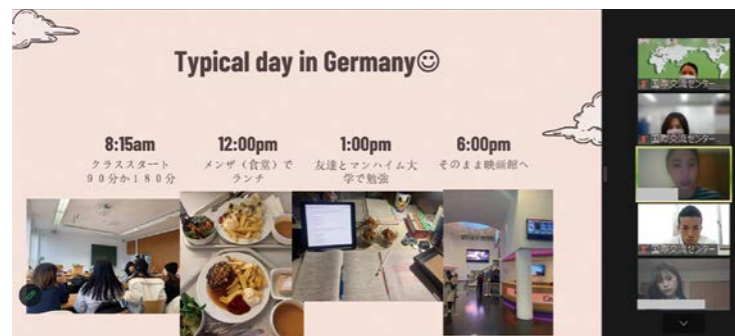 Typical day in Germany☺
8:15am
クラススタート
90分か180分
12:00pm
メンザ（食堂）で
ランチ
1:00pm
友達とマンハイム大
学で勉強
6:00pm
そのまま映画館へ
国際交流センター...
国際交流センター...
国際交流センター...